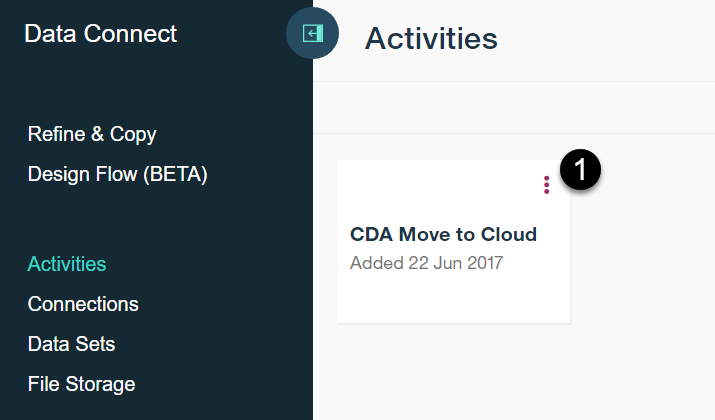 Data Connect
Activities
Refine & Copy
Design Flow (BETA)
Activities
Connections
Data Sets
File Storage
1
CDA Move to Cloud
Added 22 Jun 2017